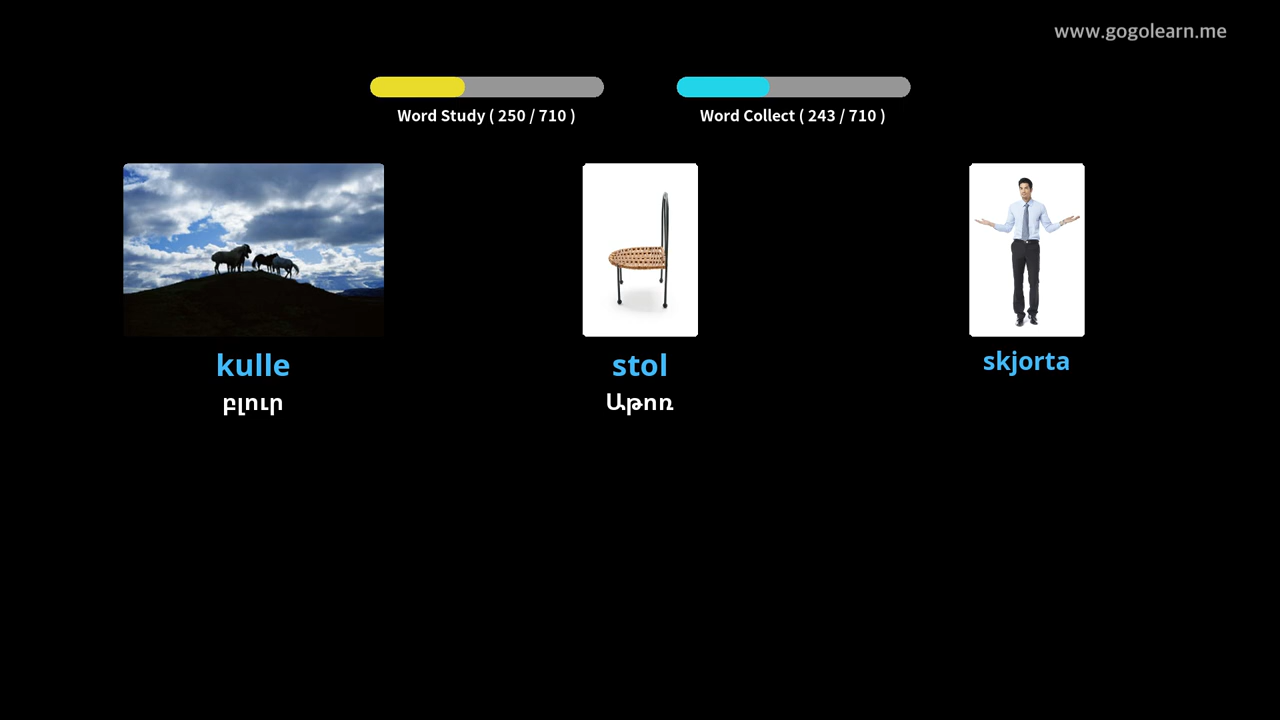 www.gogolearn.me
Word Study ( 250 / 710 )
Word Collect ( 243 / 710 )
kulle
stol
skjorta
բլուր
Աթոռ